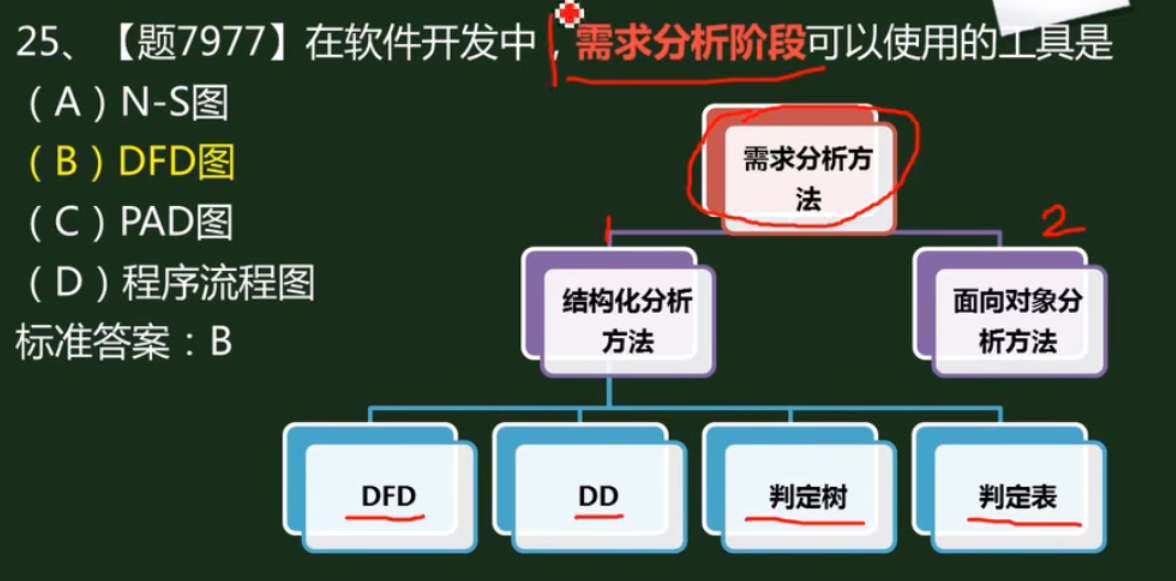 25、【题7977】在软件开发中，需求分析阶段可以使用的工具是
（A）N-S图
（B）DFD图
（C）PAD图
（D）程序流程图
标准答案：B
需求分析方
法
1
2
结构化分析
方法
面向对象分
析方法
DFD
DD
判定树
判定表